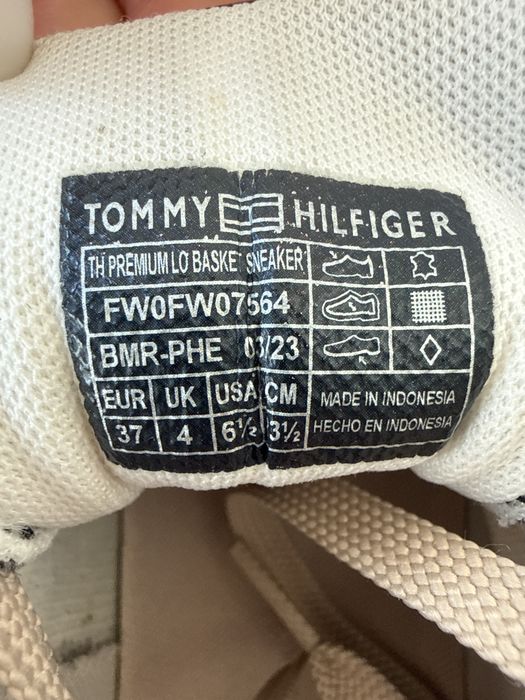 TOMMY HILFIGER
TH PREMIUM LO BASKET SNEAKER
FW0FW07564
BMR-PHE 03/23
EUR UK USA CM
37 4 6½ 3½
MADE IN INDONESIA
HECHO EN INDONESIA